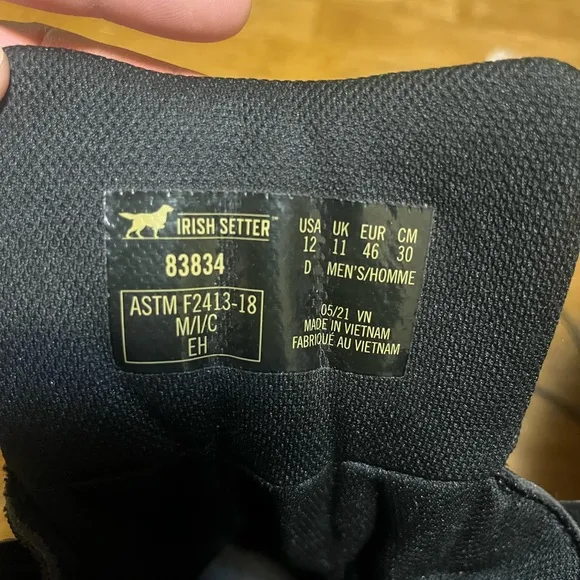 IRISH SETTER™
83834
ASTM F2413-18
M/I/C
EH
USA UK EUR CM
12 11 46 30
D MEN'S/HOMME
05/21 VN
MADE IN VIETNAM
FABRIQUÉ AU VIETNAM